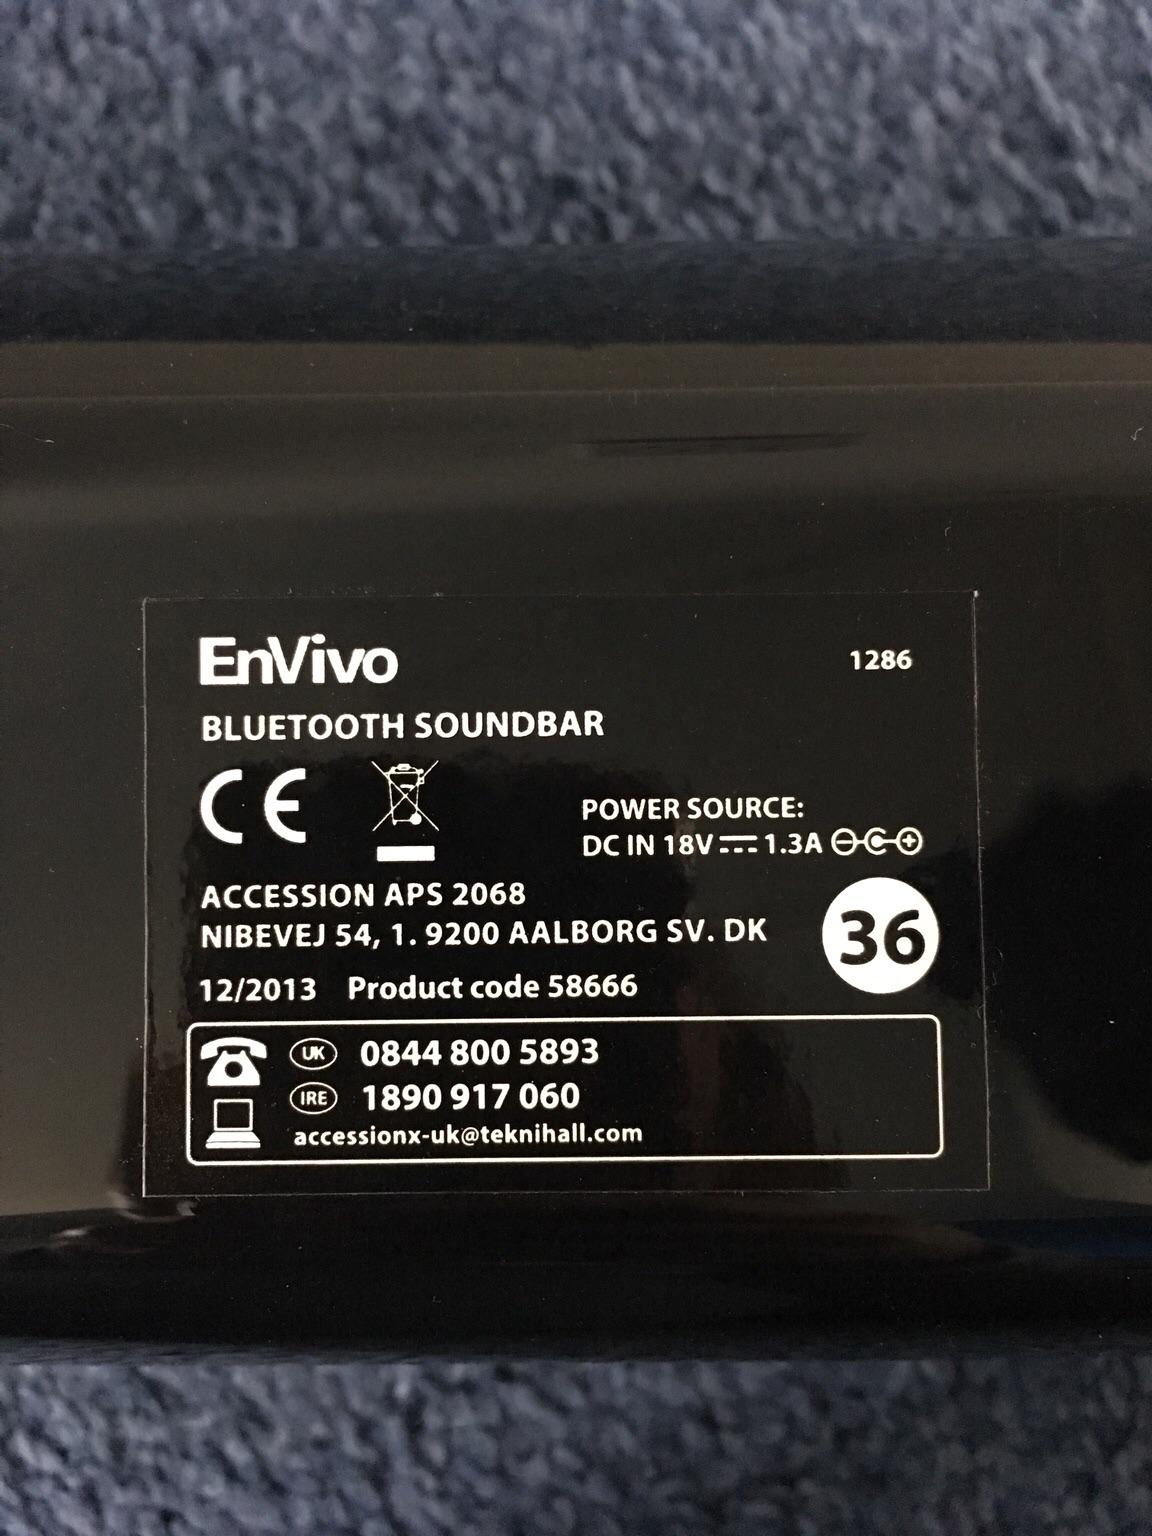 EnVivo
1286
BLUETOOTH SOUNDBAR
CE
POWER SOURCE:
DC IN 18V ⎓ 1.3A
ACCESSION APS 2068
NIBEVEJ 54, 1. 9200 AALBORG SV. DK
36
12/2013 Product code 58666
UK 0844 800 5893
IRE 1890 917 060
accessionx-uk@teknihall.com